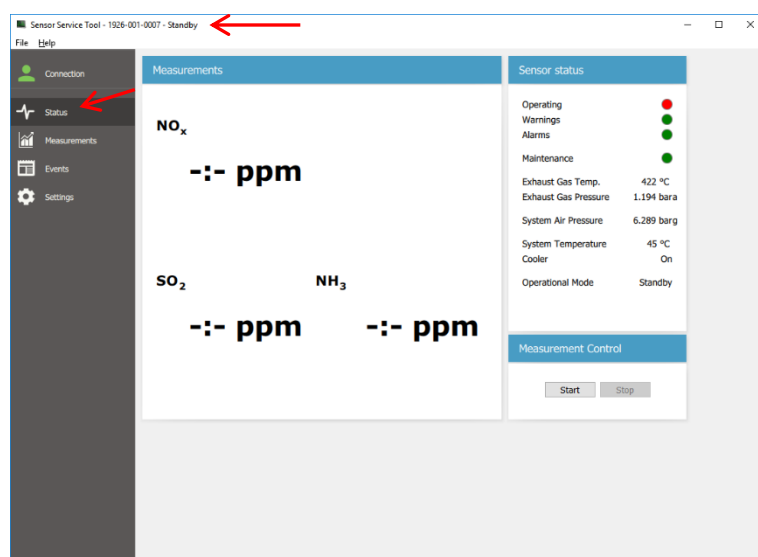 Sensor Service Tool - 1926-001-0007 - Standby
File Help
Connection
Status
Measurements
Events
Settings
Measurements
NOx
-:- ppm
SO2 NH3
-:- ppm -:- ppm
Sensor status
Operating
Warnings
Alarms
Maintenance
Exhaust Gas Temp. 422 °C
Exhaust Gas Pressure 1.194 bara
System Air Pressure 6.289 barg
System Temperature 45 °C
Cooler On
Operational Mode Standby
Measurement Control
Start Stop